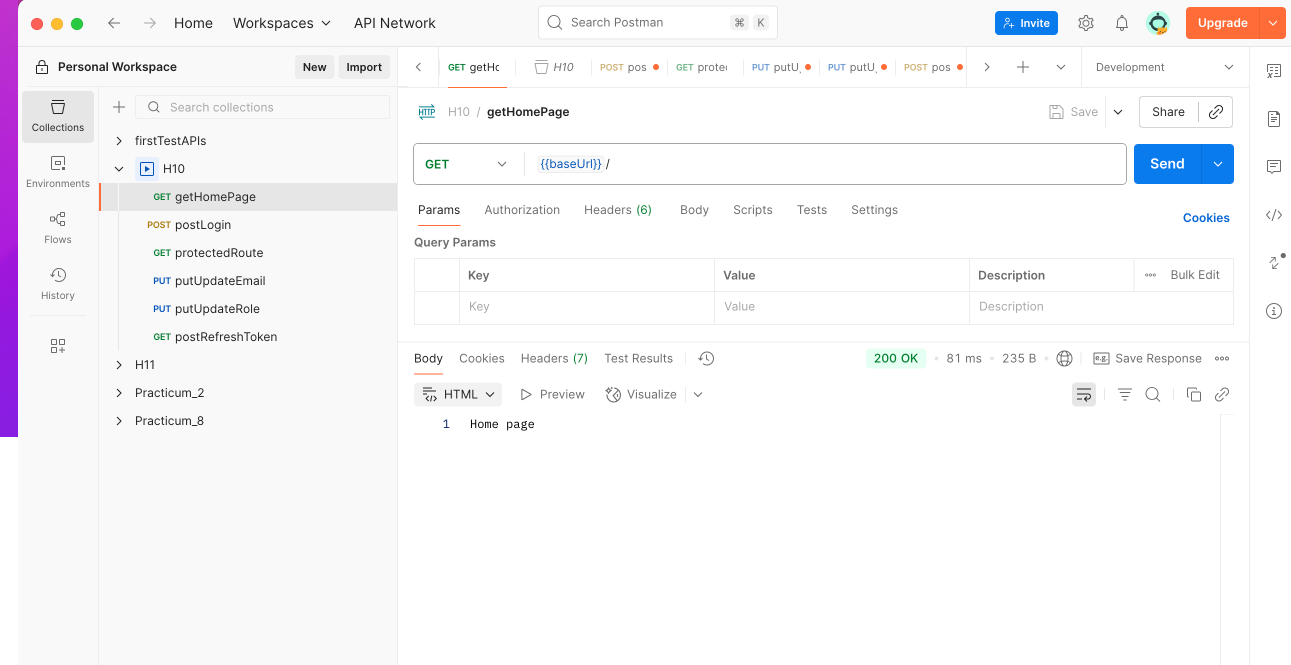 Home Workspaces API Network Search Postman ⌘ K Invite Upgrade
Personal Workspace New Import
GET getHc H10 POST pos GET prote PUT putU, PUT putU, POST pos Development
Collections
Environments
Flows
History
Search collections
firstTestAPIs
H10
GET getHomePage
POST postLogin
GET protectedRoute
PUT putUpdateEmail
PUT putUpdateRole
GET postRefreshToken
H11
Practicum_2
Practicum_8
HTTP H10 / getHomePage Save Share
GET {{baseUrl}} / Send
Params Authorization Headers (6) Body Scripts Tests Settings Cookies
Query Params
Key Value Description Bulk Edit
Key Value Description
Body Cookies Headers (7) Test Results 200 OK 81 ms 235 B e.g. Save Response
HTML Preview Visualize
1 Home page